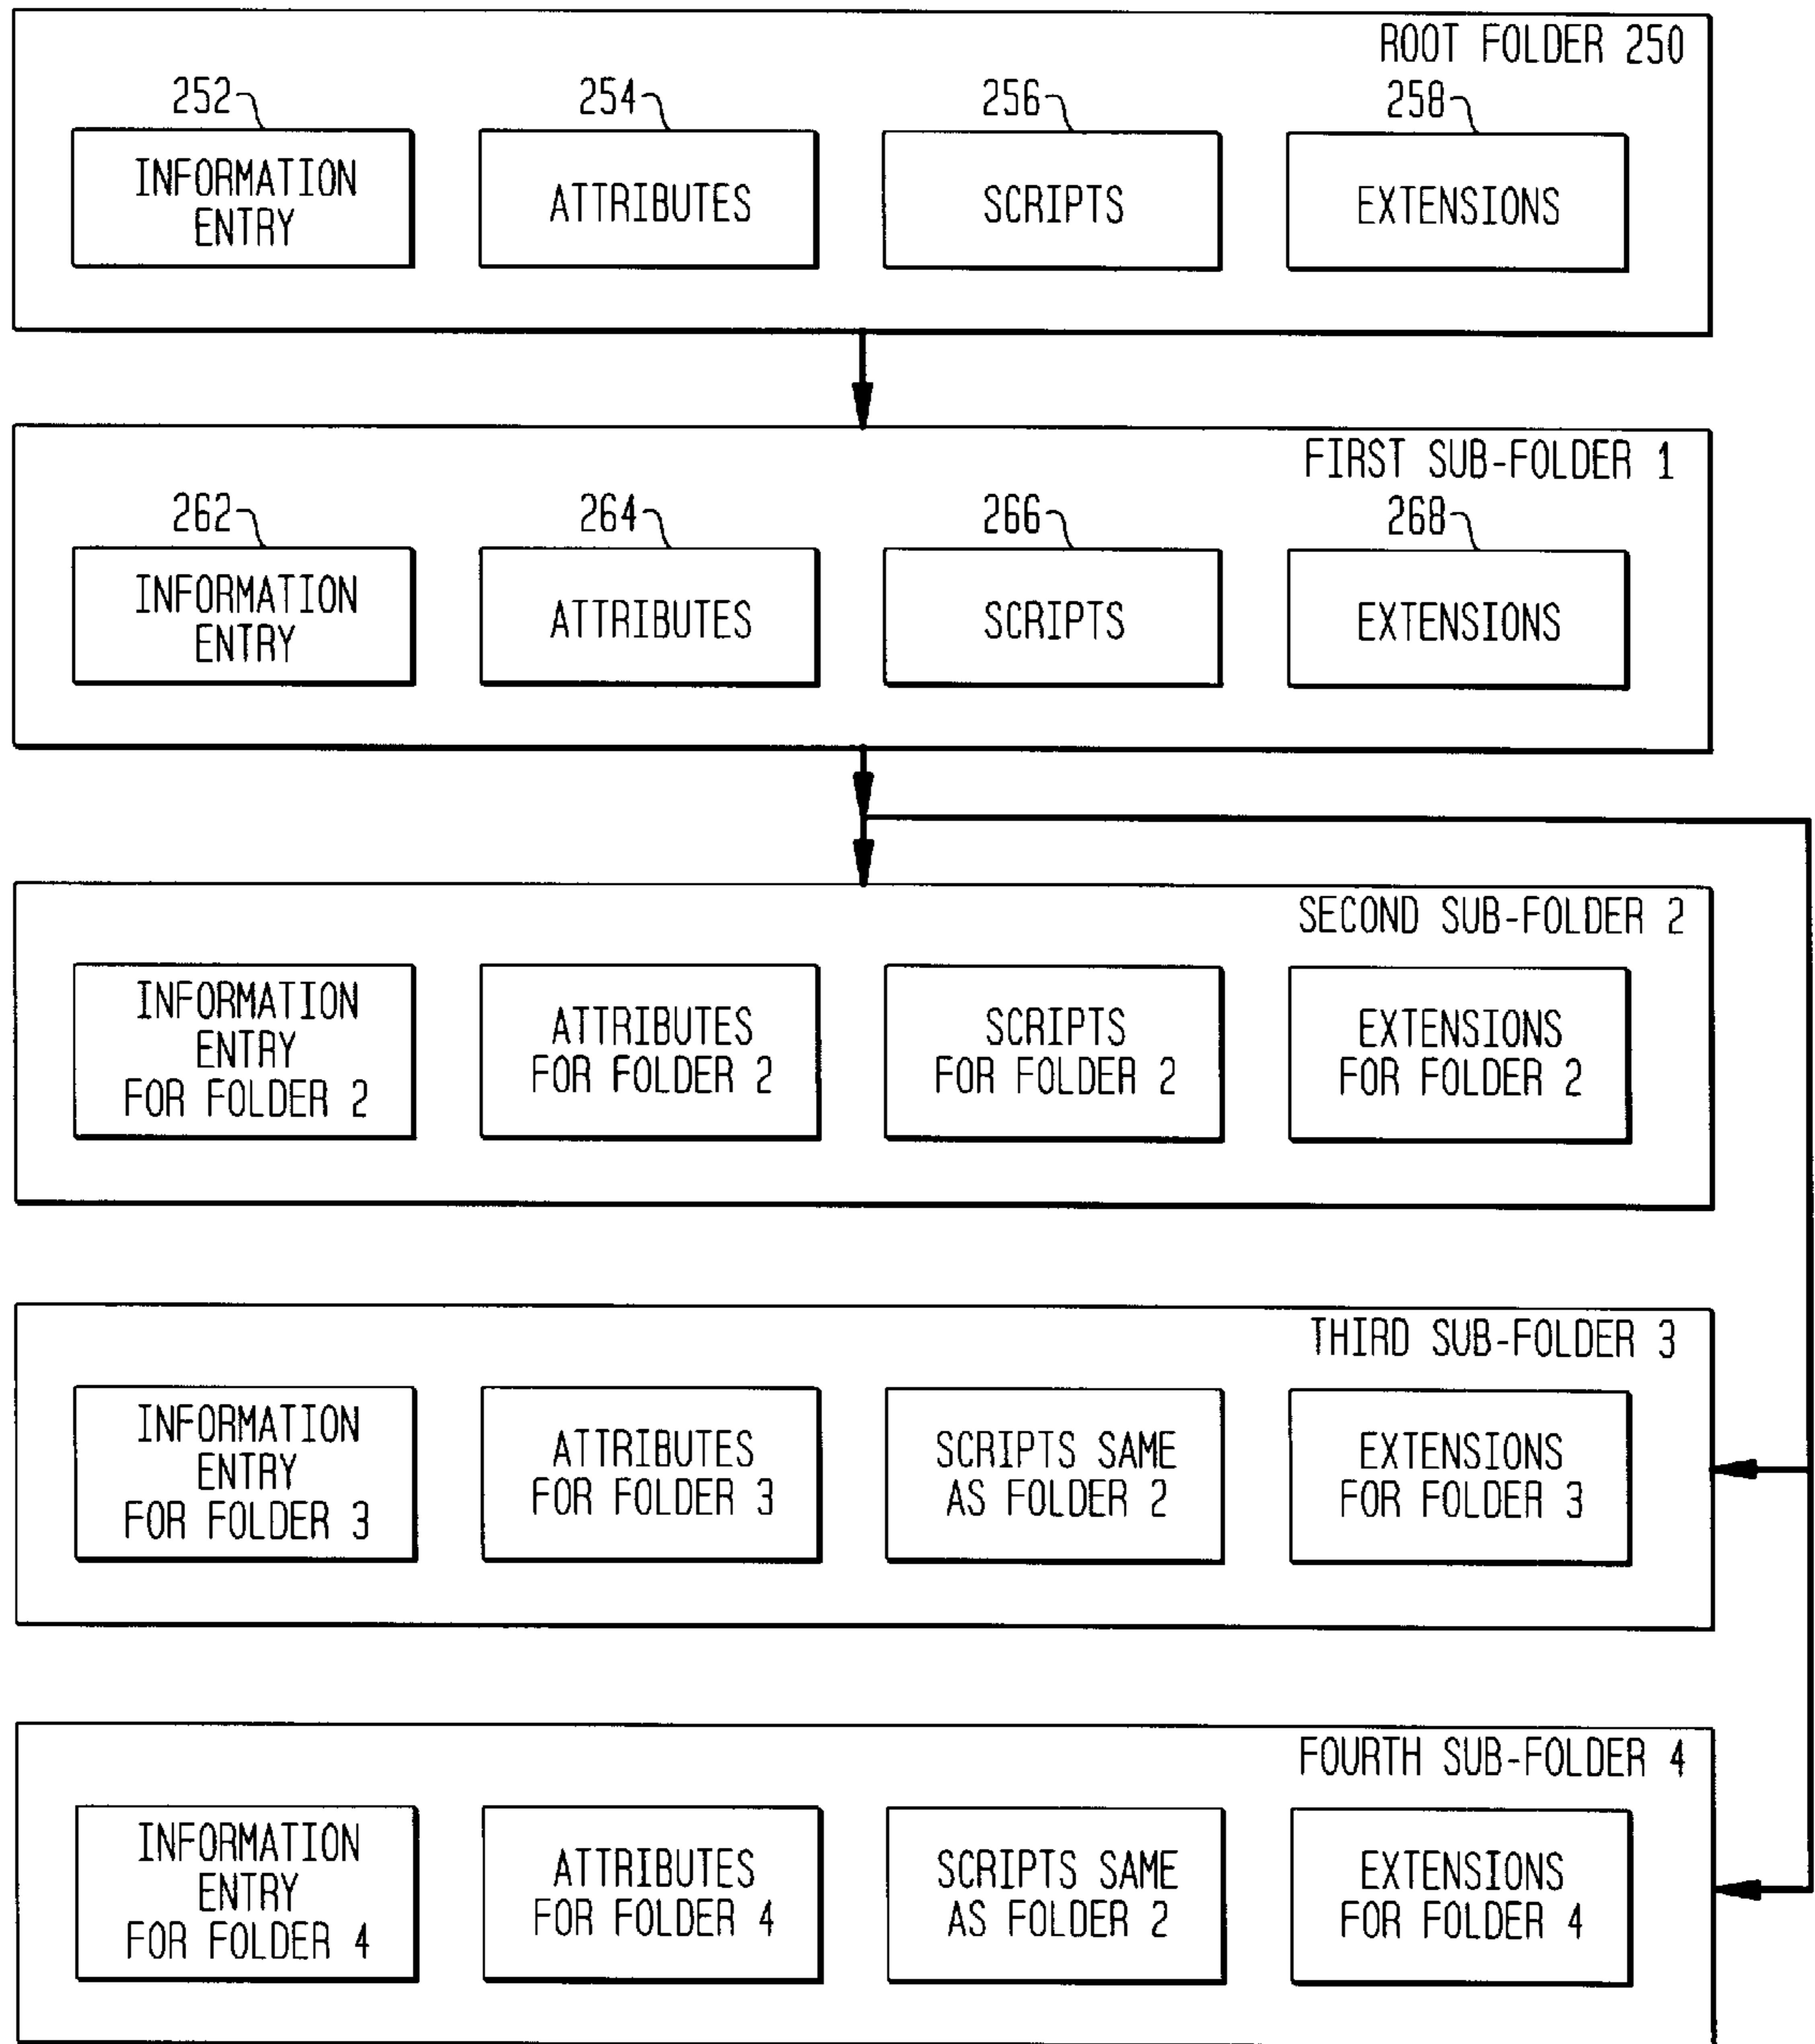 ROOT FOLDER 250
252
254
256
258
INFORMATION
ENTRY
ATTRIBUTES
SCRIPTS
EXTENSIONS
FIRST SUB-FOLDER 1
262
264
266
268
INFORMATION
ENTRY
ATTRIBUTES
SCRIPTS
EXTENSIONS
SECOND SUB-FOLDER 2
INFORMATION
ENTRY
FOR FOLDER 2
ATTRIBUTES
FOR FOLDER 2
SCRIPTS
FOR FOLDER 2
EXTENSIONS
FOR FOLDER 2
THIRD SUB-FOLDER 3
INFORMATION
ENTRY
FOR FOLDER 3
ATTRIBUTES
FOR FOLDER 3
SCRIPTS SAME
AS FOLDER 2
EXTENSIONS
FOR FOLDER 3
FOURTH SUB-FOLDER 4
INFORMATION
ENTRY
FOR FOLDER 4
ATTRIBUTES
FOR FOLDER 4
SCRIPTS SAME
AS FOLDER 2
EXTENSIONS
FOR FOLDER 4